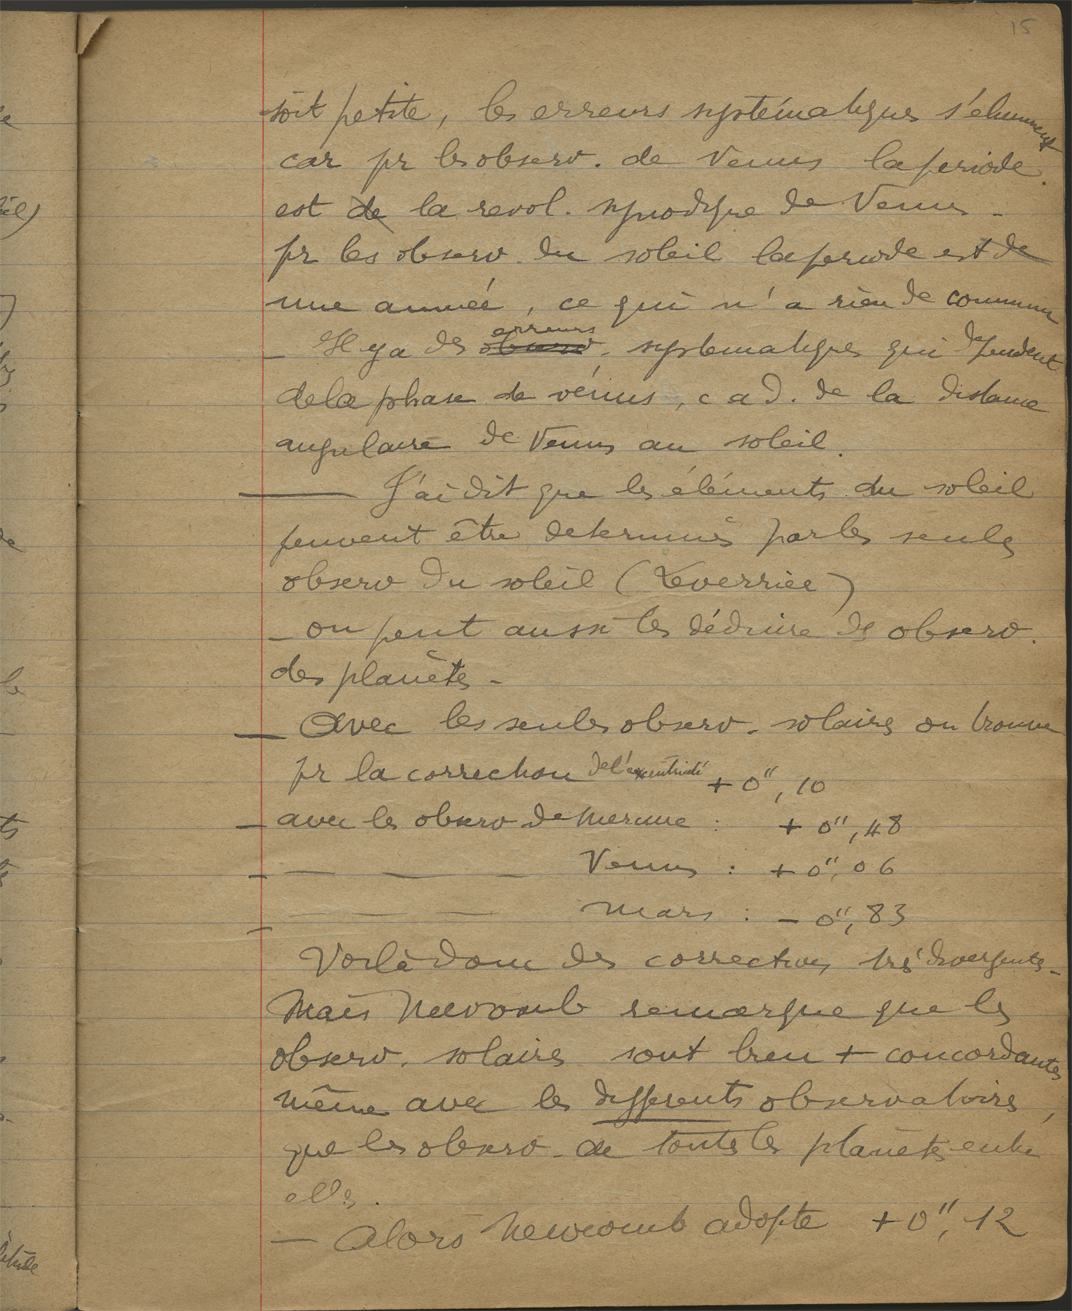 15
soit petite, les erreurs systématiques s'éliminent
car pr les observ. de Venus la periode
est de la revol. synodique de Venus -
pr les observ. du soleil la periode est de
une année, ce qui n'a rien de commun
- Il y a des observ. erreurs systematiques qui dependent
de la phase de vénus, c a d. de la distance
angulaire de Venus au soleil.
— J'ai dit que les éléments du soleil
peuvent être determinés par les seules
observ du soleil (Leverrier)
- on peut aussi les déduire des observ.
des planètes -
- Avec les seules observ. solaires on trouve
pr la correction de l'excentricité + 0", 10
- avec les observ de Mercure : + 0", 48
- — — — Venus : + 0", 06
- — — — Mars : - 0", 83
Voilà donc des corrections très divergentes -
Mais Newcomb remarque que les
observ. solaires sont bien + concordantes
même avec les differents observatoires,
que les observ. de toutes les planètes entre
elles.
- Alors Newcomb adopte + 0", 12